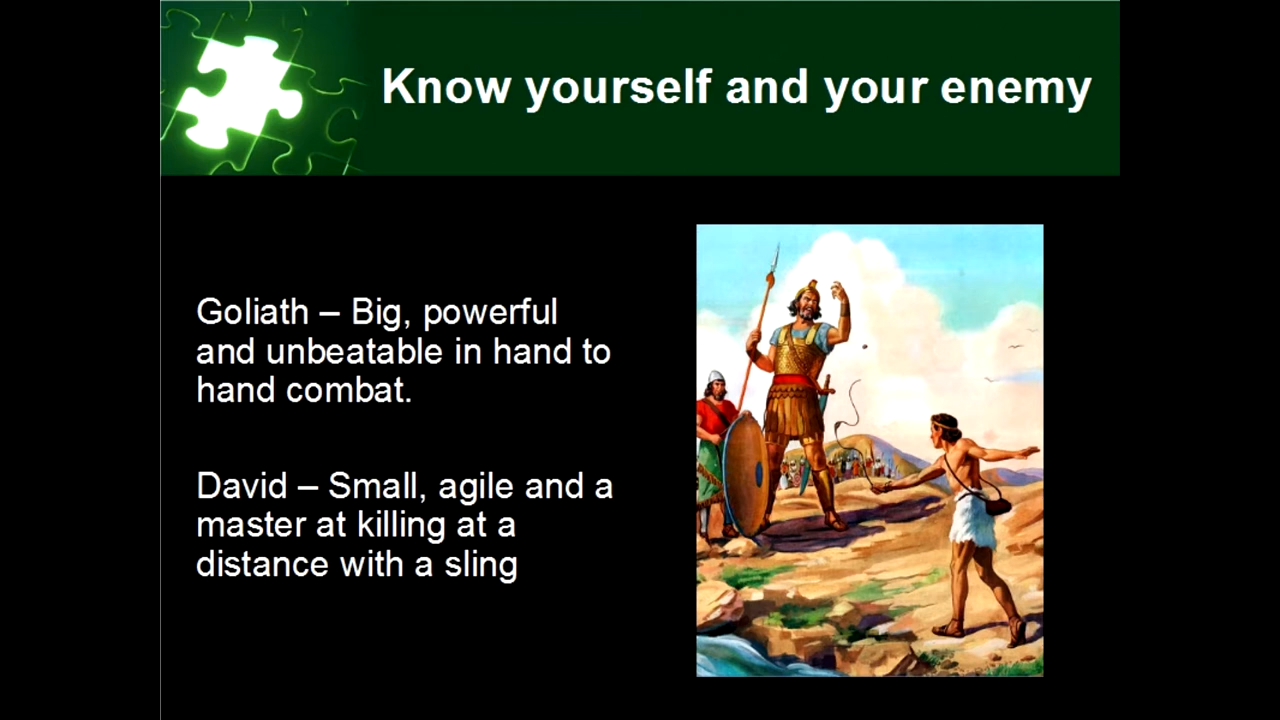 Know yourself and your enemy
Goliath – Big, powerful
and unbeatable in hand to
hand combat.
David – Small, agile and a
master at killing at a
distance with a sling